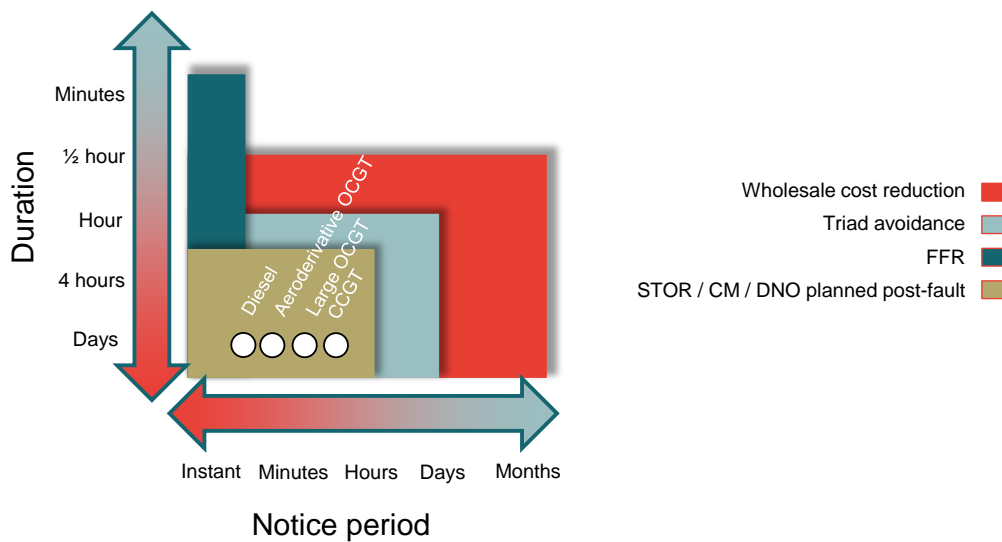 Duration
Minutes
½ hour
Hour
4 hours
Days
Diesel
Aeroderivative OCGT
Large OCGT
CCGT
Instant
Minutes
Hours
Days
Months
Notice period
Wholesale cost reduction
Triad avoidance
FFR
STOR / CM / DNO planned post-fault